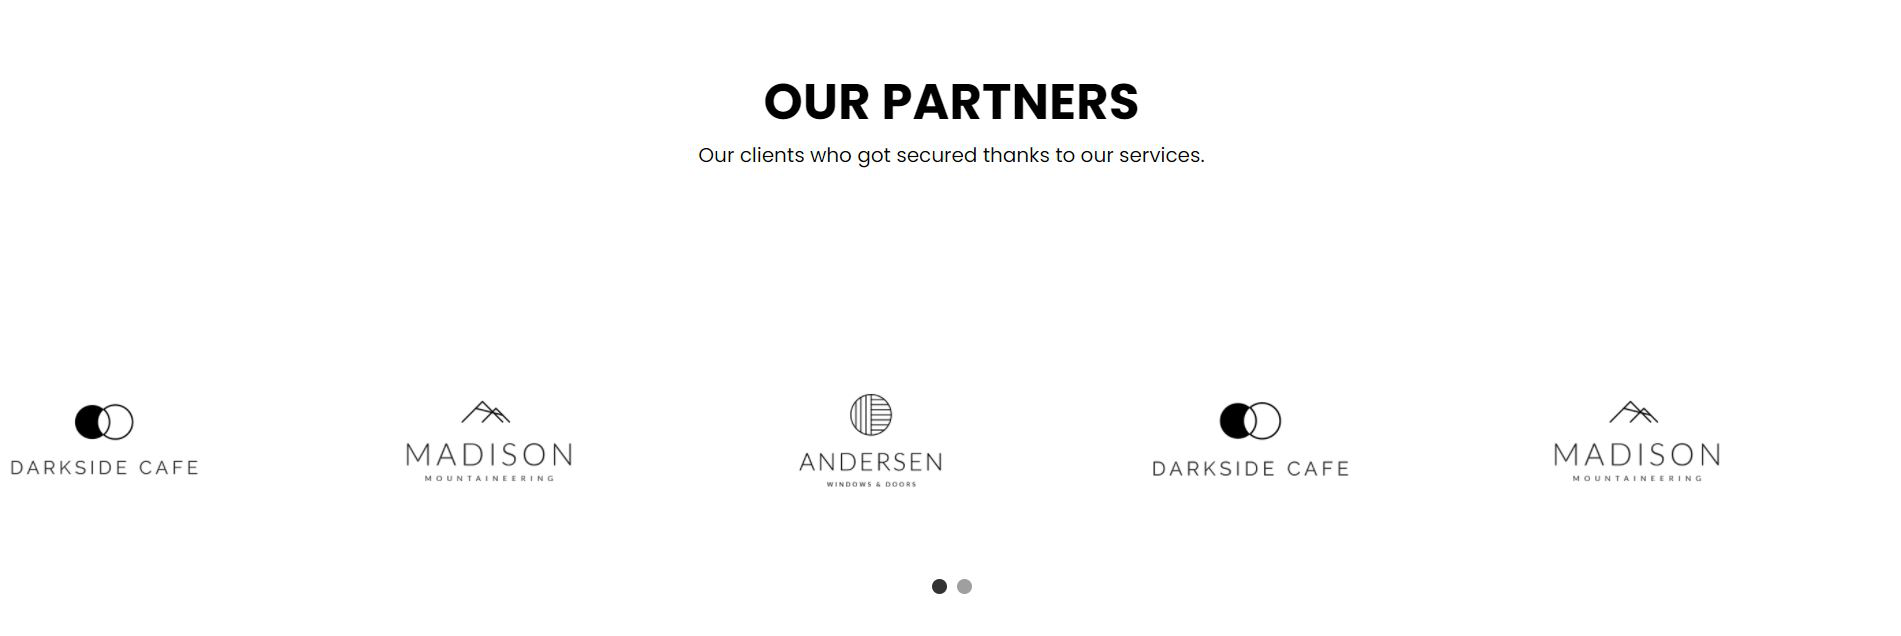 OUR PARTNERS
Our clients who got secured thanks to our services.
DARKSIDE CAFE
MADISON
MOUNTAINEERING
ANDERSEN
WINDOWS & DOORS
DARKSIDE CAFE
MADISON
MOUNTAINEERING